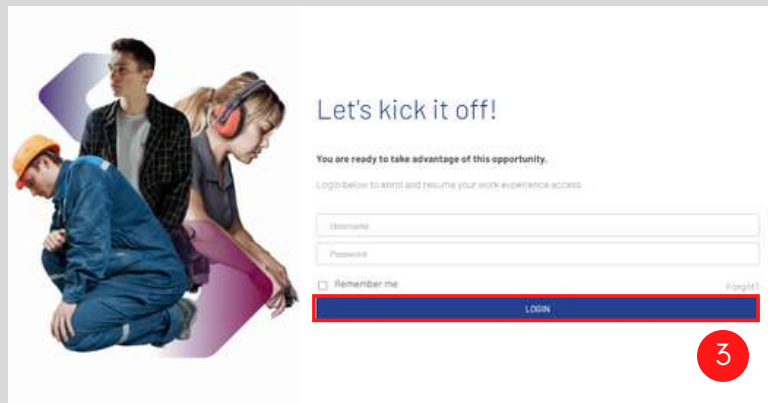 Let's kick it off!
You are ready to take advantage of this opportunity.
Login below to enroll and resume your work experience access.
Username
Password
Remember me
Forgot?
LOGIN
3